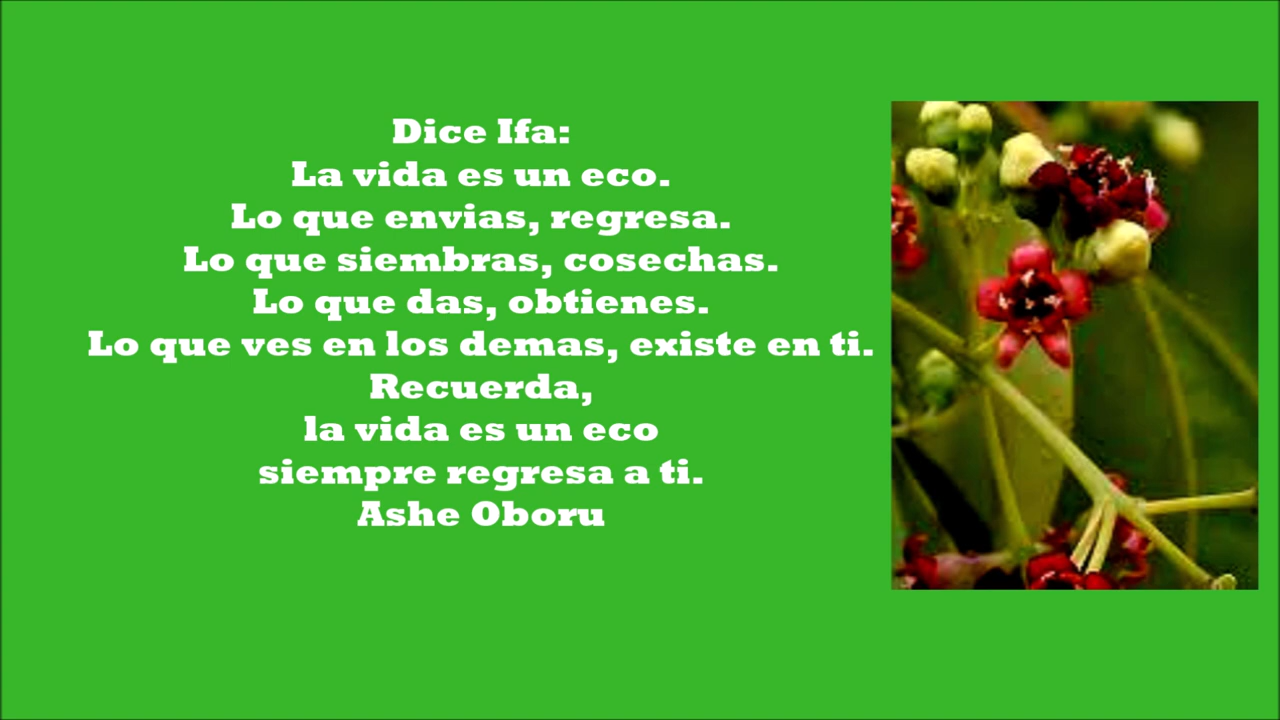 Dice Ifa:
La vida es un eco.
Lo que envias, regresa.
Lo que siembras, cosechas.
Lo que das, obtienes.
Lo que ves en los demas, existe en ti.
Recuerda,
la vida es un eco
siempre regresa a ti.
Ashe Oboru